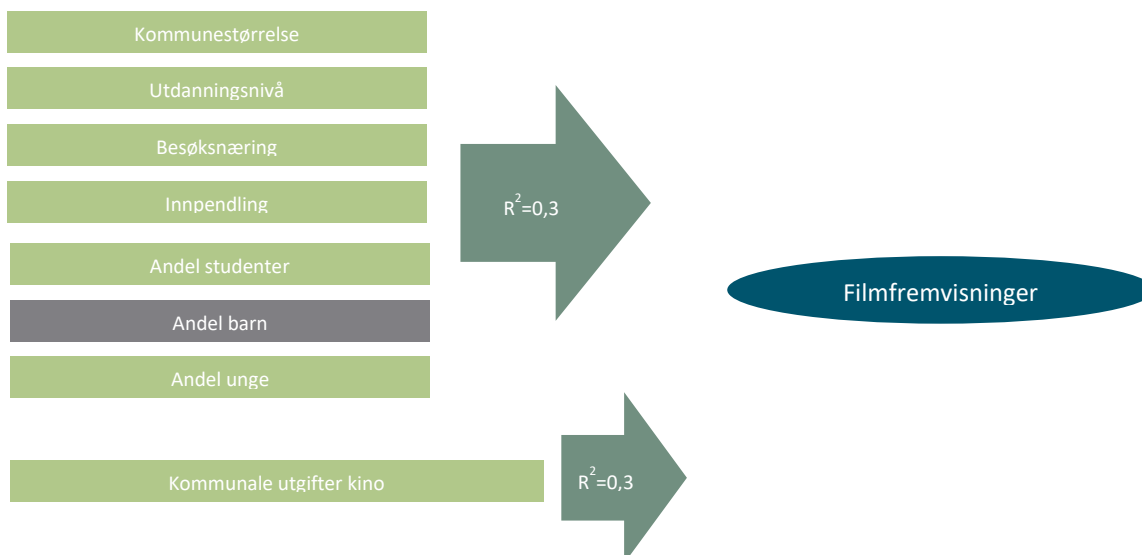 Kommunestørrelse
Utdanningsnivå
Besøksnæring
Innpendling
R²=0,3
Andel studenter
Filmfremvisninger
Andel barn
Andel unge
Kommunale utgifter kino
R²=0,3